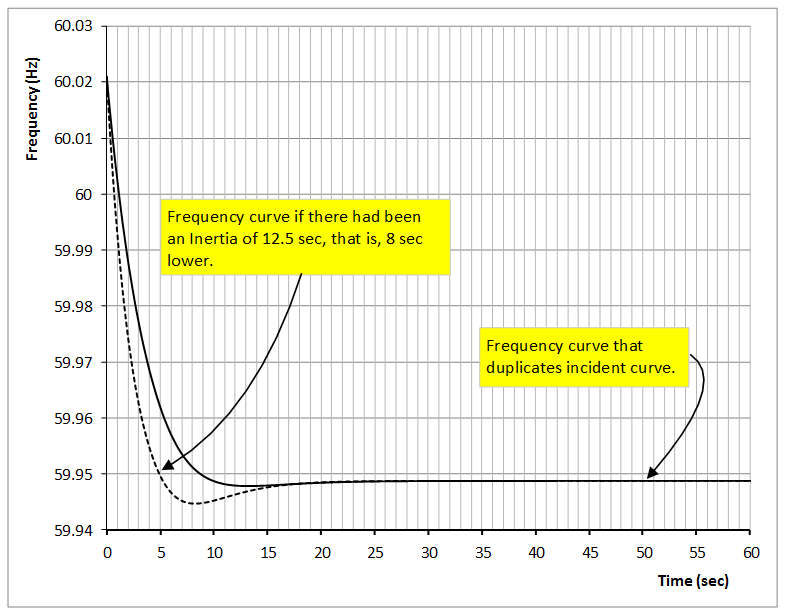 Frequency (Hz)
60.03
60.02
60.01
60
59.99
59.98
59.97
59.96
59.95
59.94
Frequency curve if there had been
an Inertia of 12.5 sec, that is, 8 sec
lower.
Frequency curve that
duplicates incident curve.
0 5 10 15 20 25 30 35 40 45 50 55 60
Time (sec)